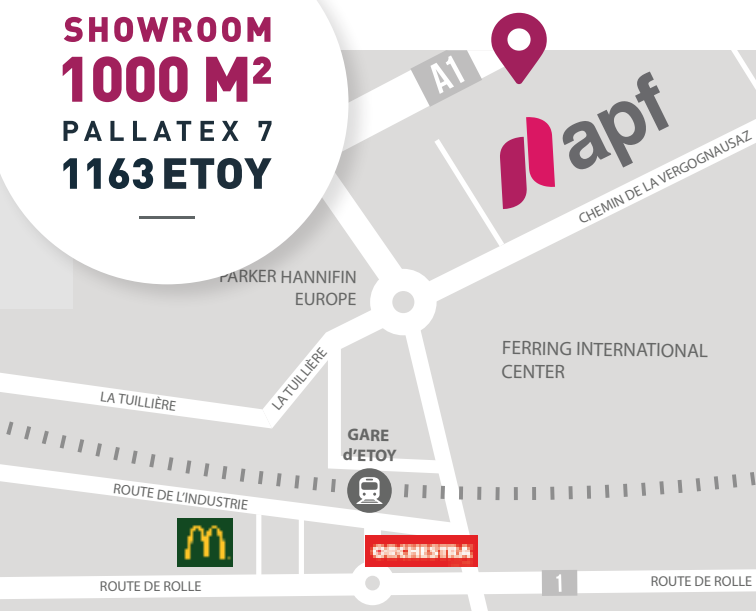 SHOWROOM
1000 M²
PALLATEX 7
1163 ETOY
A1
apf
CHEMIN DE LA VERGOGNAUSAZ
PARKER HANNIFIN
EUROPE
FERRING INTERNATIONAL
CENTER
LA TUILLIÈRE
LA TUILLIÈRE
GARE
d'ETOY
ROUTE DE L'INDUSTRIE
ORCHESTRA
ROUTE DE ROLLE
1
ROUTE DE ROLLE